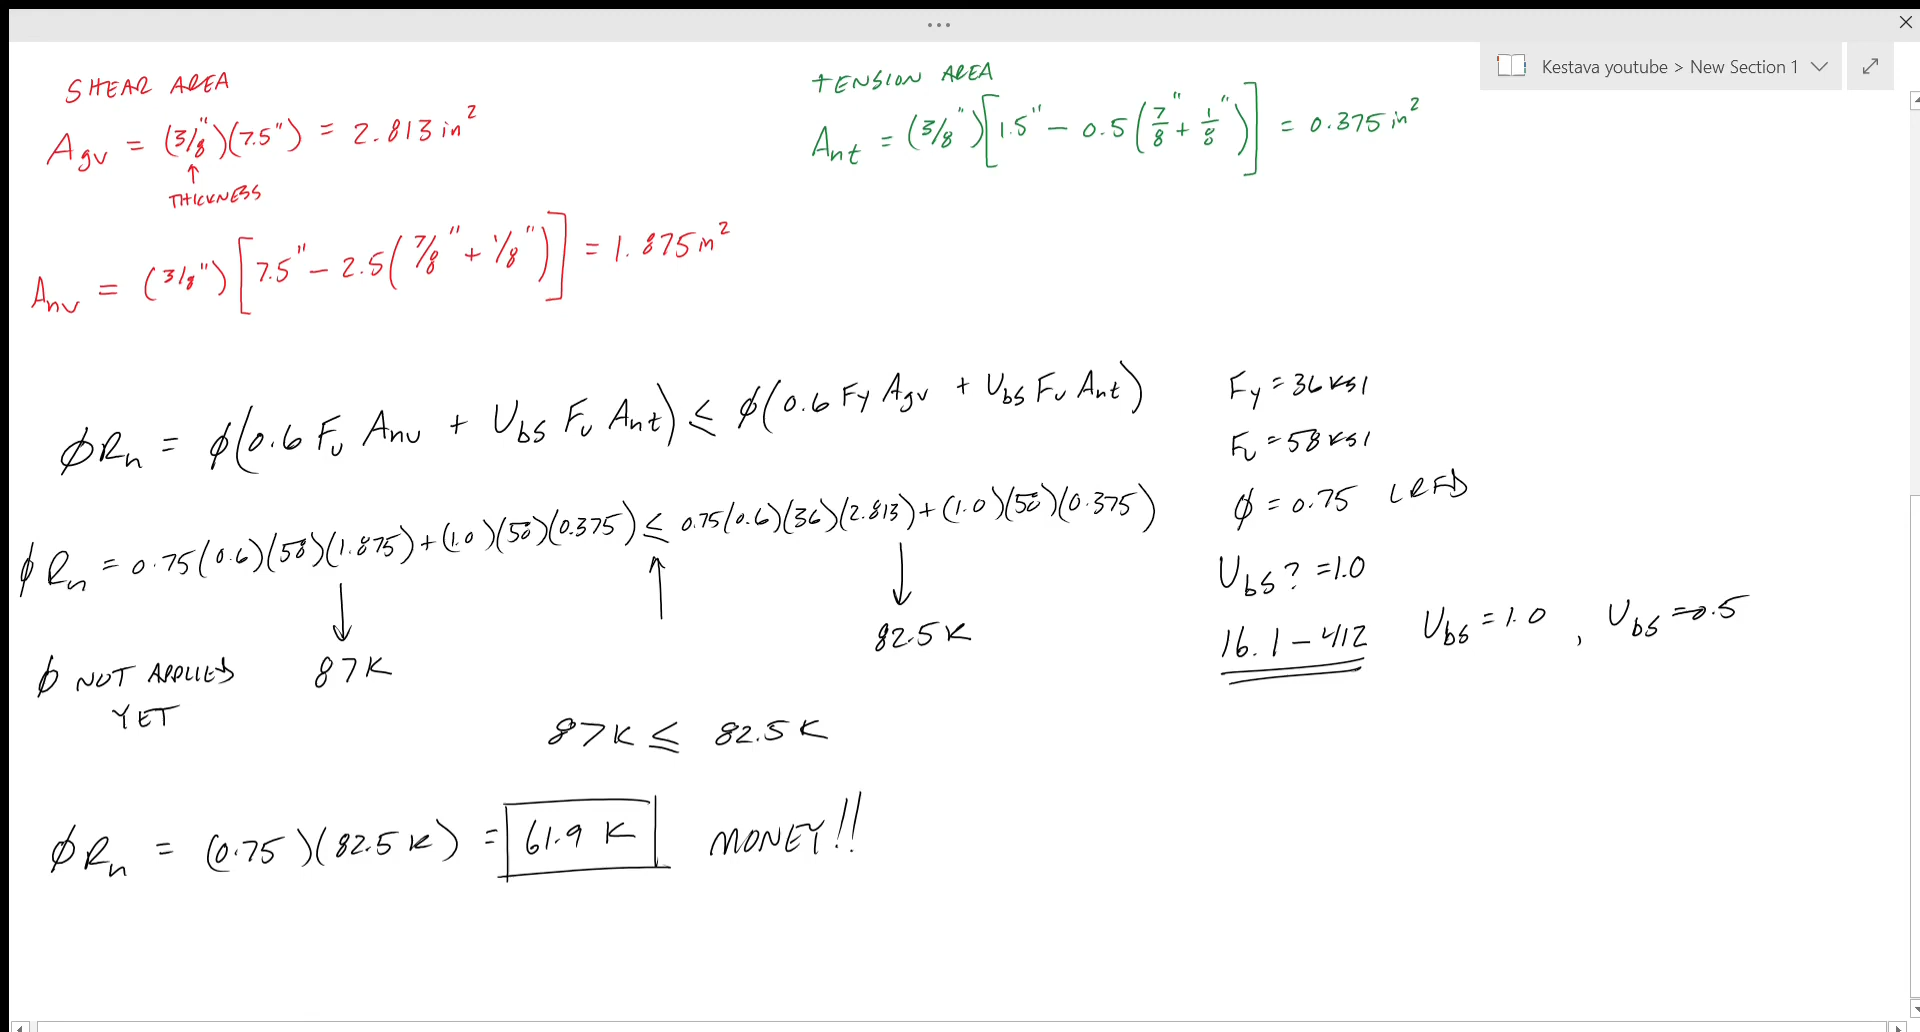 Kestava youtube > New Section 1
SHEAR AREA
Agv = (3/8")(7.5") = 2.813 in²
↑
THICKNESS
Anv = (3/8")[7.5" - 2.5(7/8" + 1/8")] = 1.875 in²
TENSION AREA
Ant = (3/8")[1.5" - 0.5(7/8" + 1/8")] = 0.375 in²
φRn = φ(0.6 Fu Anv + Ubs Fu Ant) ≤ φ(0.6 Fy Agv + Ubs Fu Ant)
φRn = 0.75(0.6)(58)(1.875)+(1.0)(58)(0.375) ≤ 0.75(0.6)(36)(2.813)+(1.0)(58)(0.375)
φ NOT APPLIED
YET
87K
82.5K
87K ≤ 82.5K
φRn = (0.75)(82.5K) = 61.9 K MONEY!!
Fy = 36 KSI
Fu = 58 KSI
φ = 0.75 LRFD
Ubs? = 1.0
16.1-412 Ubs = 1.0 , Ubs = 0.5